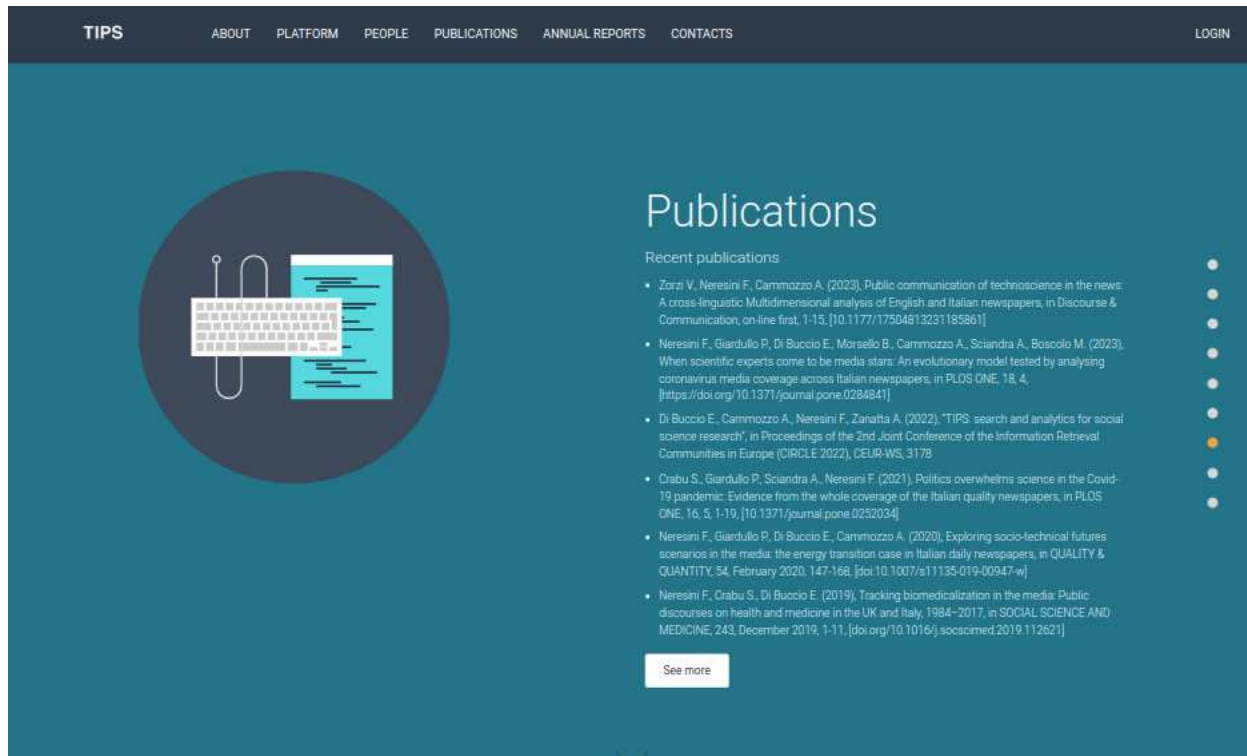 TIPS ABOUT PLATFORM PEOPLE PUBLICATIONS ANNUAL REPORTS CONTACTS LOGIN
Publications
Recent publications
• Zorzi V., Neresini F., Cammozzo A. (2023), Public communication of technoscience in the news:
A cross-linguistic Multidimensional analysis of English and Italian newspapers, in Discourse &
Communication, on-line first, 1-15, [10.1177/17504813231185861]
• Neresini F., Giardullo P., Di Buccio E., Morsello B., Cammozzo A., Sciandra A., Boscolo M. (2023),
When scientific experts come to be media stars: An evolutionary model tested by analysing
coronavirus media coverage across Italian newspapers, in PLOS ONE, 18, 4,
[https://doi.org/10.1371/journal.pone.0284841]
• Di Buccio E., Cammozzo A., Neresini F., Zanatta A. (2022), "TIPS: search and analytics for social
science research", in Proceedings of the 2nd Joint Conference of the Information Retrieval
Communities in Europe (CIRCLE 2022), CEUR-WS, 3178
• Crabu S., Giardullo P., Sciandra A., Neresini F. (2021), Politics overwhelms science in the Covid-
19 pandemic: Evidence from the whole coverage of the Italian quality newspapers, in PLOS
ONE, 16, 5, 1-19, [10.1371/journal.pone.0252034]
• Neresini F., Giardullo P., Di Buccio E., Cammozzo A. (2020), Exploring socio-technical futures
scenarios in the media: the energy transition case in Italian daily newspapers, in QUALITY &
QUANTITY, 54, February 2020, 147-168, [doi:10.1007/s11135-019-00947-w]
• Neresini F., Crabu S., Di Buccio E. (2019), Tracking biomedicalization in the media: Public
discourses on health and medicine in the UK and Italy, 1984–2017, in SOCIAL SCIENCE AND
MEDICINE, 243, December 2019, 1-11, [doi.org/10.1016/j.socscimed.2019.112621]
See more